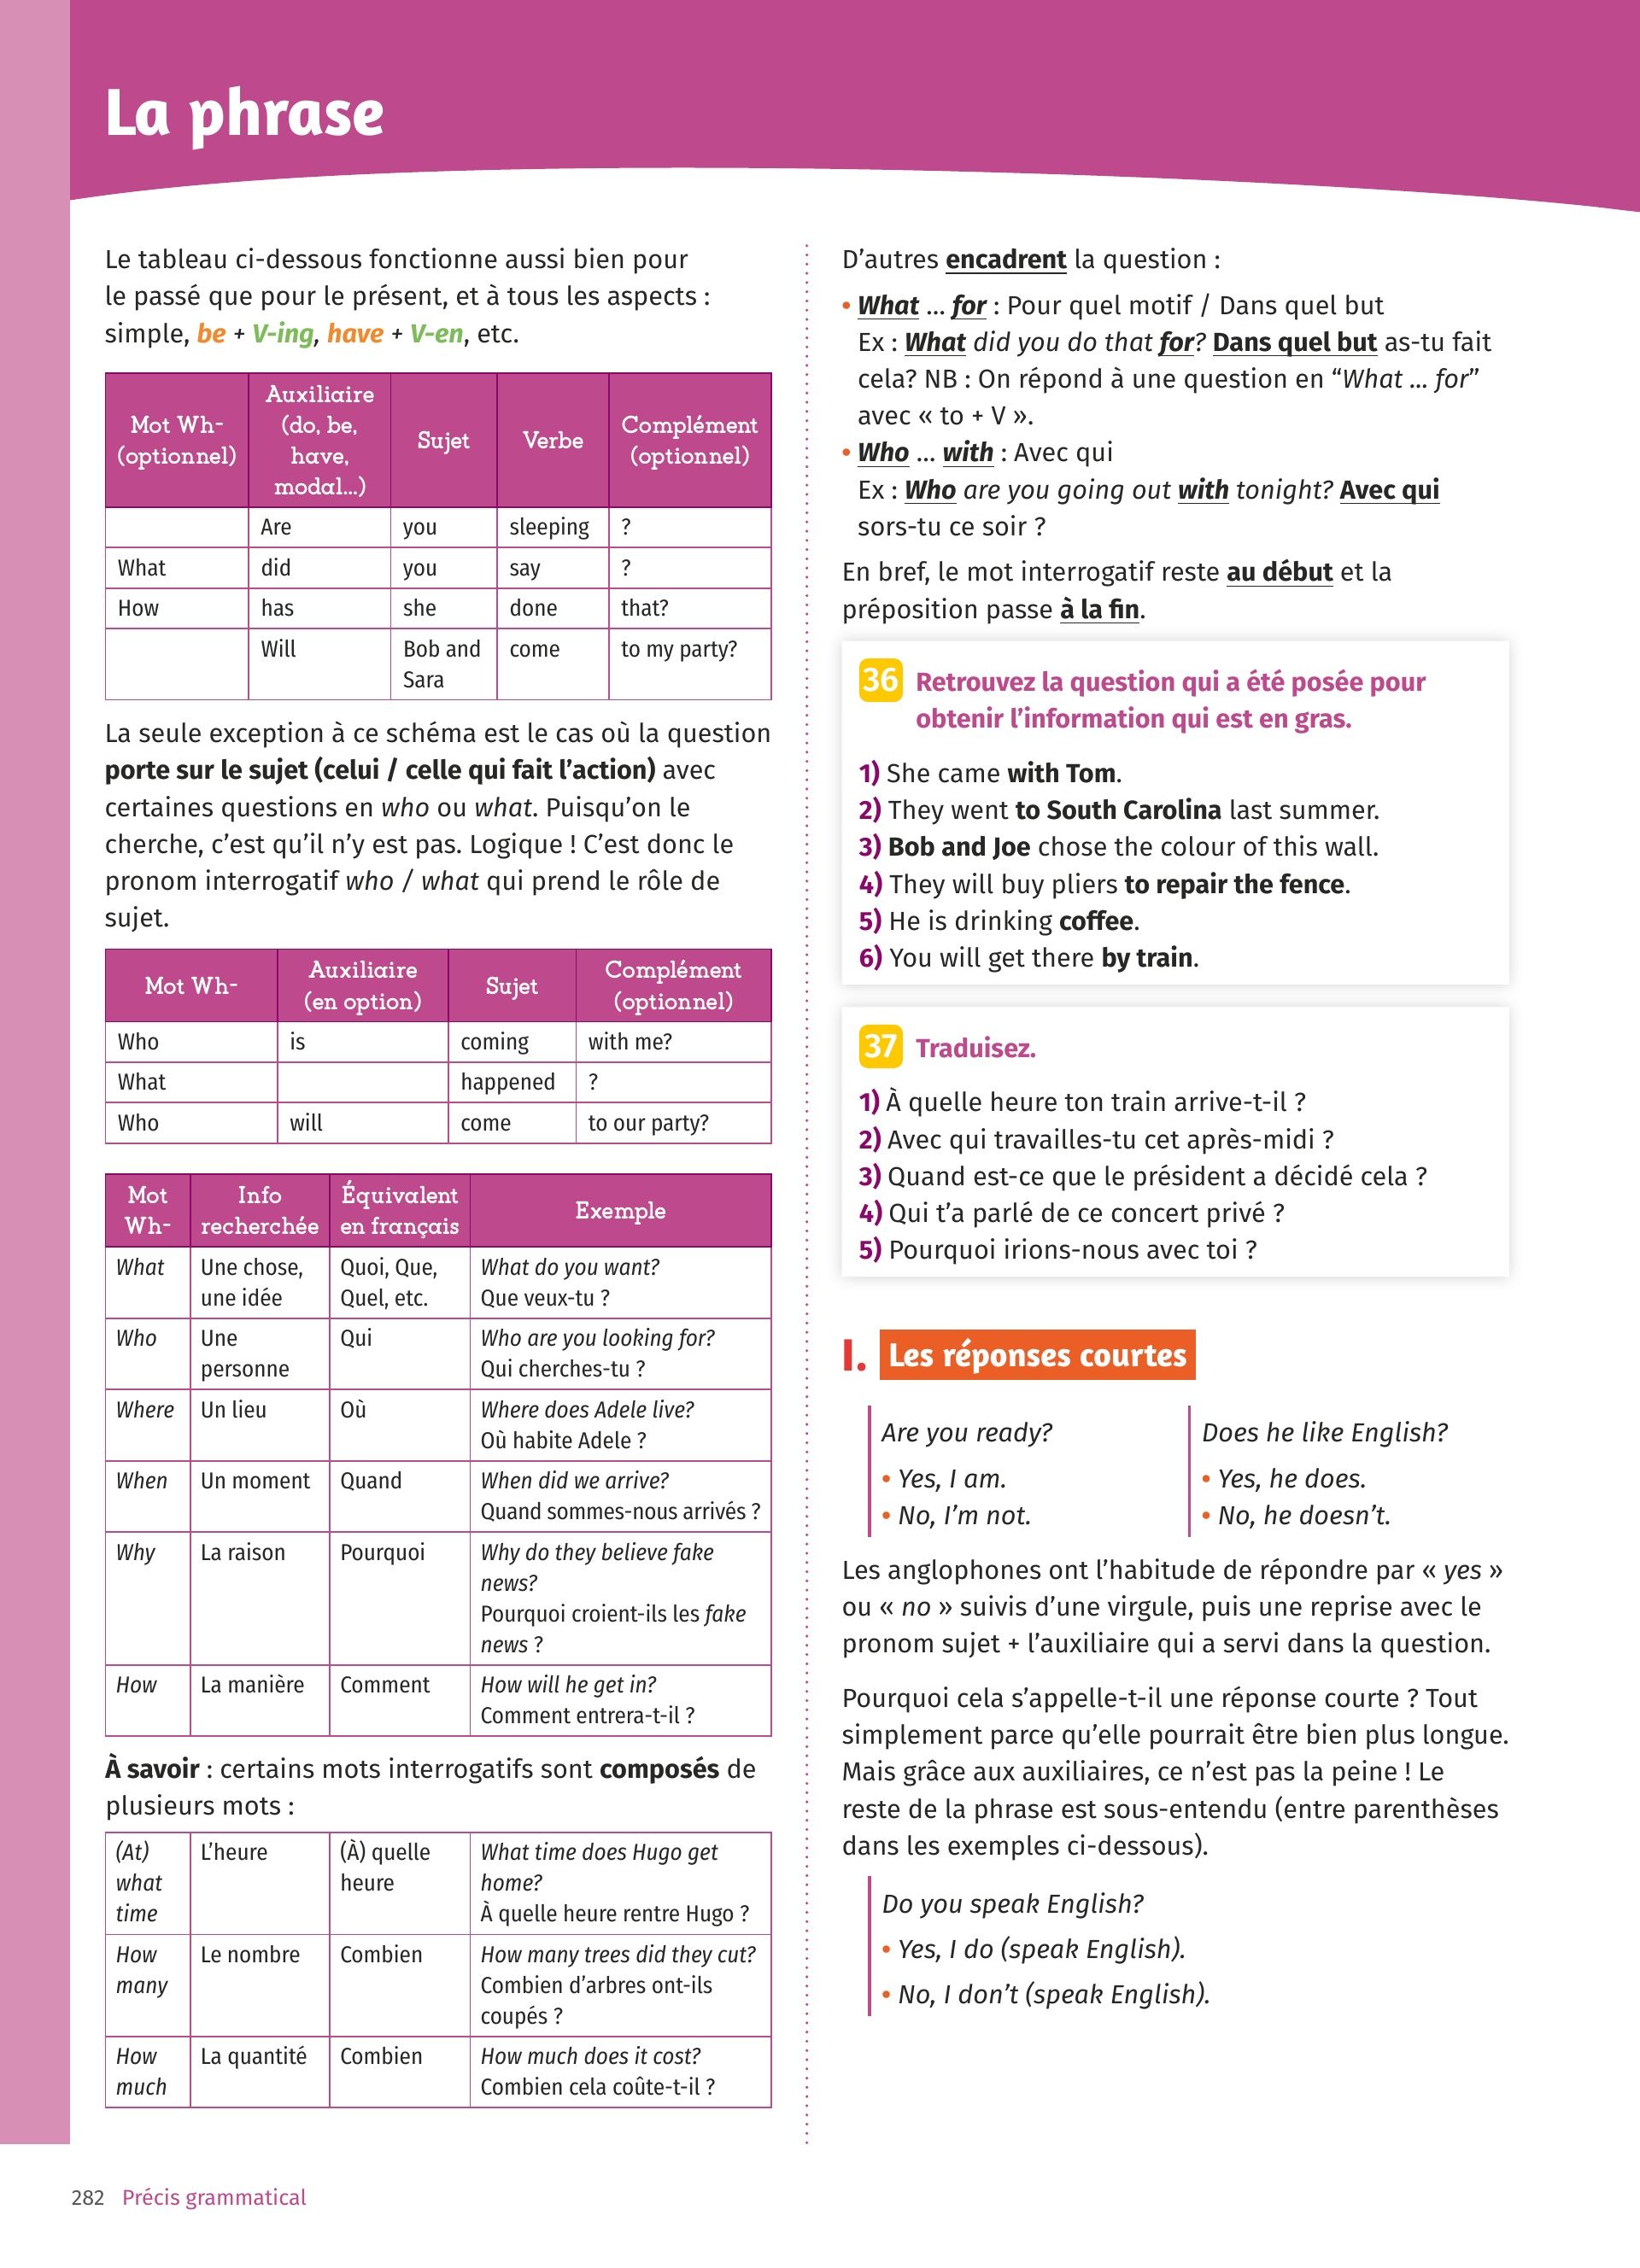 La phrase
Le tableau ci-dessous fonctionne aussi bien pour
le passé que pour le présent, et à tous les aspects :
simple, be + V-ing, have + V-en, etc.
Mot Wh-
(optionnel)
Auxiliaire
(do, be,
have,
modal…)
Sujet
Verbe
Complément
(optionnel)
Are
you
sleeping
?
What
did
you
say
?
How
has
she
done
that?
Will
Bob and
Sara
come
to my party?
La seule exception à ce schéma est le cas où la question
porte sur le sujet (celui / celle qui fait l’action) avec
certaines questions en who ou what. Puisqu’on le
cherche, c’est qu’il n’y est pas. Logique ! C’est donc le
pronom interrogatif who / what qui prend le rôle de
sujet.
Mot Wh-
Auxiliaire
(en option)
Sujet
Complément
(optionnel)
Who
is
coming
with me?
What
happened
?
Who
will
come
to our party?
Mot
Wh-
Info
recherchée
Équivalent
en français
Exemple
What
Une chose,
une idée
Quoi, Que,
Quel, etc.
What do you want?
Que veux-tu ?
Who
Une
personne
Qui
Who are you looking for?
Qui cherches-tu ?
Where
Un lieu
Où
Where does Adele live?
Où habite Adele ?
When
Un moment
Quand
When did we arrive?
Quand sommes-nous arrivés ?
Why
La raison
Pourquoi
Why do they believe fake
news?
Pourquoi croient-ils les fake
news ?
How
La manière
Comment
How will he get in?
Comment entrera-t-il ?
À savoir : certains mots interrogatifs sont composés de
plusieurs mots :
(At)
what
time
L’heure
(À) quelle
heure
What time does Hugo get
home?
À quelle heure rentre Hugo ?
How
many
Le nombre
Combien
How many trees did they cut?
Combien d’arbres ont-ils
coupés ?
How
much
La quantité
Combien
How much does it cost?
Combien cela coûte-t-il ?
D’autres encadrent la question :
• What … for : Pour quel motif / Dans quel but
Ex : What did you do that for? Dans quel but as-tu fait
cela? NB : On répond à une question en “What … for”
avec « to + V ».
• Who … with : Avec qui
Ex : Who are you going out with tonight? Avec qui
sors-tu ce soir ?
En bref, le mot interrogatif reste au début et la
préposition passe à la fin.
36 Retrouvez la question qui a été posée pour
obtenir l’information qui est en gras.
1) She came with Tom.
2) They went to South Carolina last summer.
3) Bob and Joe chose the colour of this wall.
4) They will buy pliers to repair the fence.
5) He is drinking coffee.
6) You will get there by train.
37 Traduisez.
1) À quelle heure ton train arrive-t-il ?
2) Avec qui travailles-tu cet après-midi ?
3) Quand est-ce que le président a décidé cela ?
4) Qui t’a parlé de ce concert privé ?
5) Pourquoi irions-nous avec toi ?
I. Les réponses courtes
Are you ready?
• Yes, I am.
• No, I’m not.
Does he like English?
• Yes, he does.
• No, he doesn’t.
Les anglophones ont l’habitude de répondre par « yes »
ou « no » suivis d’une virgule, puis une reprise avec le
pronom sujet + l’auxiliaire qui a servi dans la question.
Pourquoi cela s’appelle-t-il une réponse courte ? Tout
simplement parce qu’elle pourrait être bien plus longue.
Mais grâce aux auxiliaires, ce n’est pas la peine ! Le
reste de la phrase est sous-entendu (entre parenthèses
dans les exemples ci-dessous).
Do you speak English?
• Yes, I do (speak English).
• No, I don’t (speak English).
282 Précis grammatical